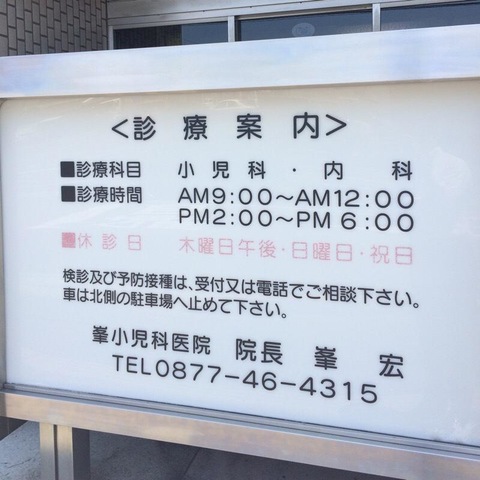 <診療案内>
■診療科目 小児科・内科
■診療時間 AM9:00～AM12:00
PM2:00～PM6:00
■休診日 木曜日午後・日曜日・祝日
検診及び予防接種は、受付又は電話でご相談下さい。
車は北側の駐車場へ止めて下さい。
峯小児科医院 院長 峯 宏
TEL0877-46-4315